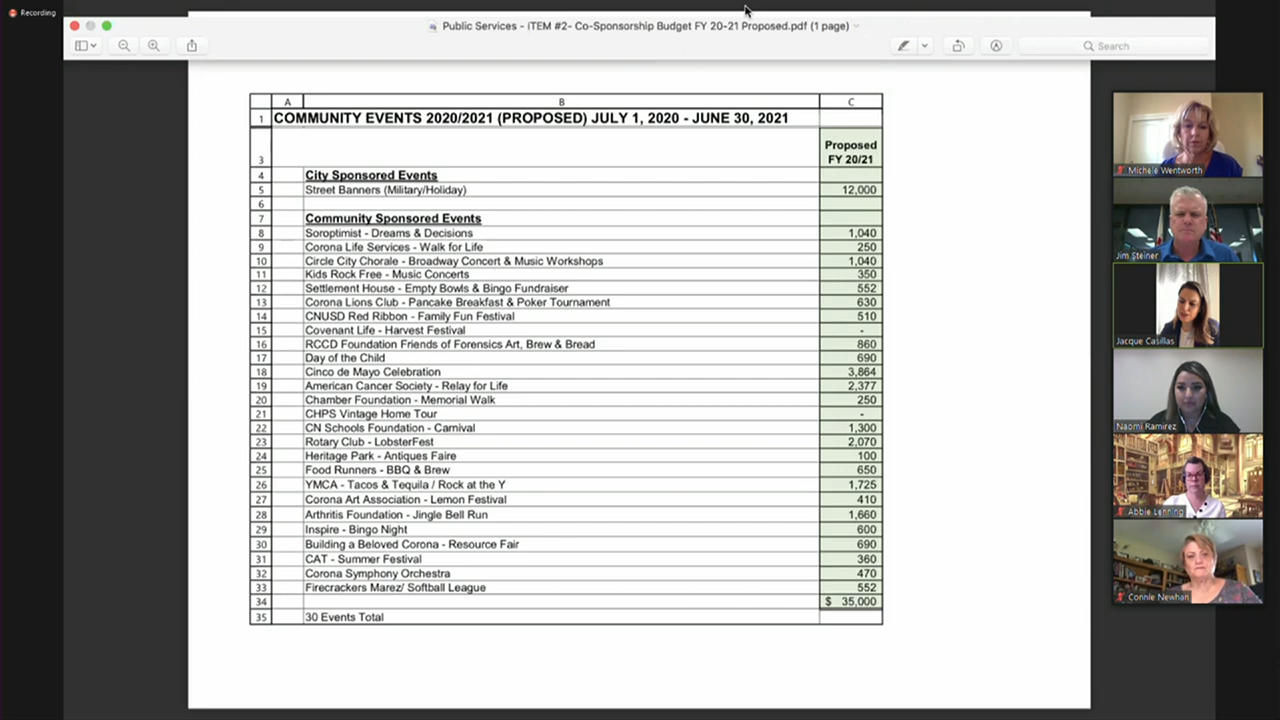 Recording
Public Services - iTEM #2- Co-Sponsorship Budget FY 20-21 Proposed.pdf (1 page)
Search
A B C
1 COMMUNITY EVENTS 2020/2021 (PROPOSED) JULY 1, 2020 - JUNE 30, 2021
3 Proposed FY 20/21
4 City Sponsored Events
5 Street Banners (Military/Holiday) 12,000
6
7 Community Sponsored Events
8 Soroptimist - Dreams & Decisions 1,040
9 Corona Life Services - Walk for Life 250
10 Circle City Chorale - Broadway Concert & Music Workshops 1,040
11 Kids Rock Free - Music Concerts 350
12 Settlement House - Empty Bowls & Bingo Fundraiser 552
13 Corona Lions Club - Pancake Breakfast & Poker Tournament 630
14 CNUSD Red Ribbon - Family Fun Festival 510
15 Covenant Life - Harvest Festival -
16 RCCD Foundation Friends of Forensics Art, Brew & Bread 860
17 Day of the Child 690
18 Cinco de Mayo Celebration 3,864
19 American Cancer Society - Relay for Life 2,377
20 Chamber Foundation - Memorial Walk 250
21 CHPS Vintage Home Tour -
22 CN Schools Foundation - Carnival 1,300
23 Rotary Club - LobsterFest 2,070
24 Heritage Park - Antiques Faire 100
25 Food Runners - BBQ & Brew 650
26 YMCA - Tacos & Tequila / Rock at the Y 1,725
27 Corona Art Association - Lemon Festival 410
28 Arthritis Foundation - Jingle Bell Run 1,660
29 Inspire - Bingo Night 600
30 Building a Beloved Corona - Resource Fair 690
31 CAT - Summer Festival 360
32 Corona Symphony Orchestra 470
33 Firecrackers Marez/ Softball League 552
34 $ 35,000
35 30 Events Total
Michele Wentworth
Jim Steiner
Jacque Casillas
Naomi Ramirez
Abbie Lenning
Connie Newhan